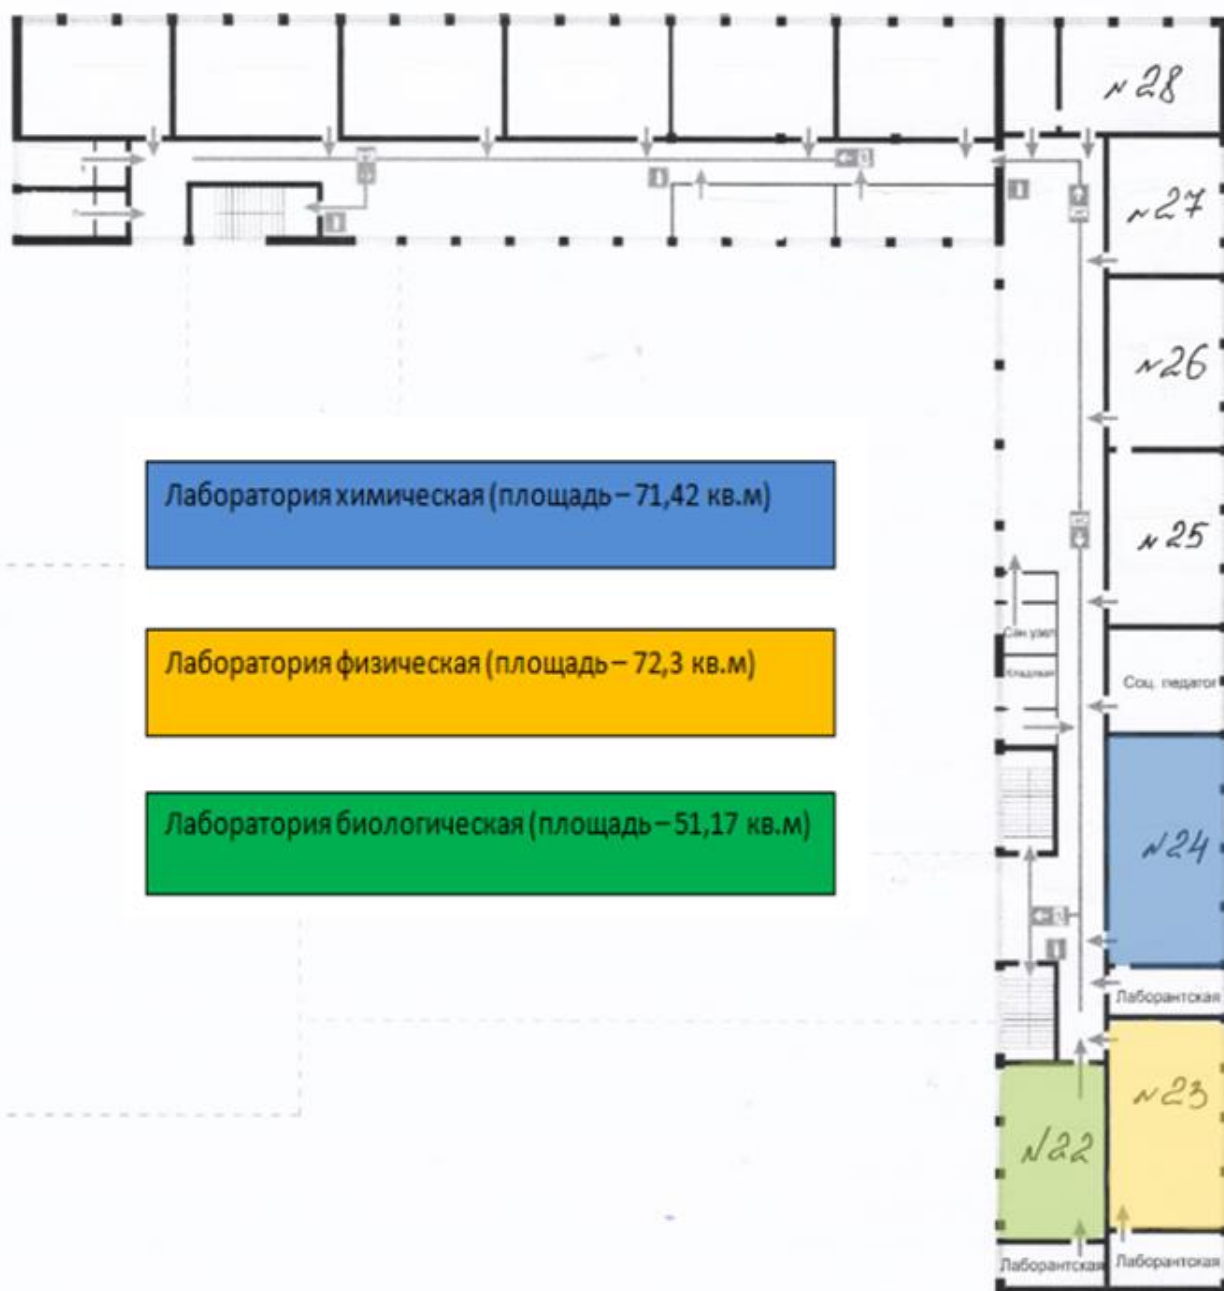 №28
№27
№26
Лаборатория химическая (площадь – 71,42 кв.м)
№25
Сан узел
Лаборатория физическая (площадь – 72,3 кв.м)
Кладовая
Соц. педагог
Лаборатория биологическая (площадь – 51,17 кв.м)
№24
Лаборантская
№23
№22
Лаборантская
Лаборантская